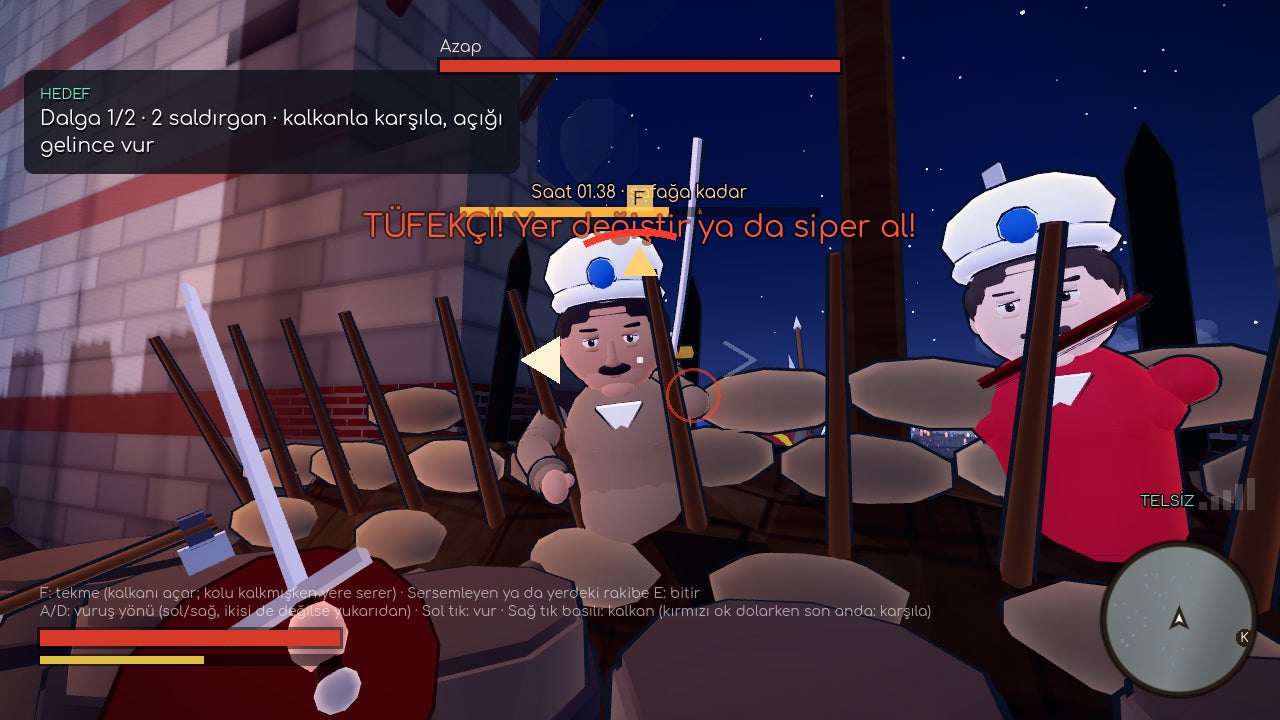 Azap
HEDEF
Dalga 1/2 · 2 saldırgan · kalkanla karşıla, açığı
gelince vur
Saat 01.38 · şafağa kadar
F
TÜFEKÇİ! Yer değiştir ya da siper al!
TELSİZ
F: tekme (kalkanı açar; kolu kalkmışken yere serer) · Sersemleyen ya da yerdeki rakibe E: bitir
A/D: vuruş yönü (sol/sağ, ikisi de değilse yukarıdan) · Sol tık: vur · Sağ tık basılı: kalkan (kırmızı ok dolarken son anda: karşıla)
K